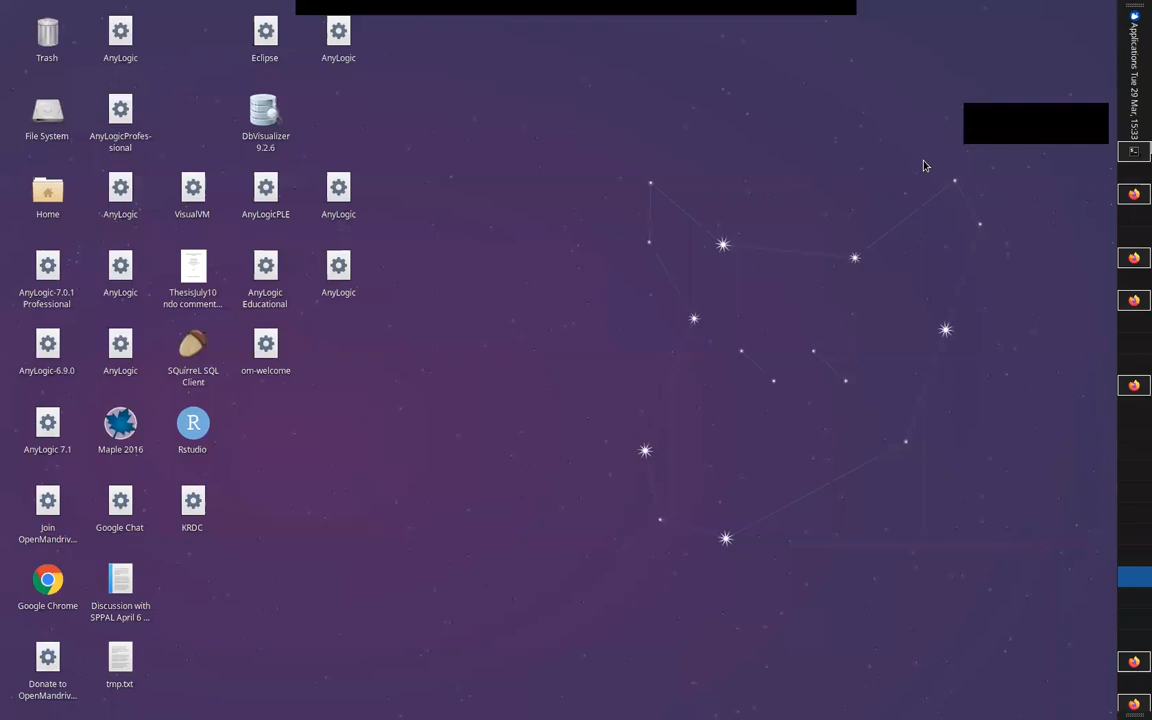 Trash
AnyLogic
Eclipse
AnyLogic
File System
AnyLogicProfes-
sional
DbVisualizer
9.2.6
Home
AnyLogic
VisualVM
AnyLogicPLE
AnyLogic
AnyLogic-7.0.1
Professional
AnyLogic
ThesisJuly10
ndo comment...
AnyLogic
Educational
AnyLogic
AnyLogic-6.9.0
AnyLogic
SQuirreL SQL
Client
om-welcome
AnyLogic 7.1
Maple 2016
R
Rstudio
Join
OpenMandriv...
Google Chat
KRDC
Google Chrome
Discussion with
SPPAL April 6 ...
Donate to
OpenMandriv...
tmp.txt
Applications Tue 29 Mar, 15:33